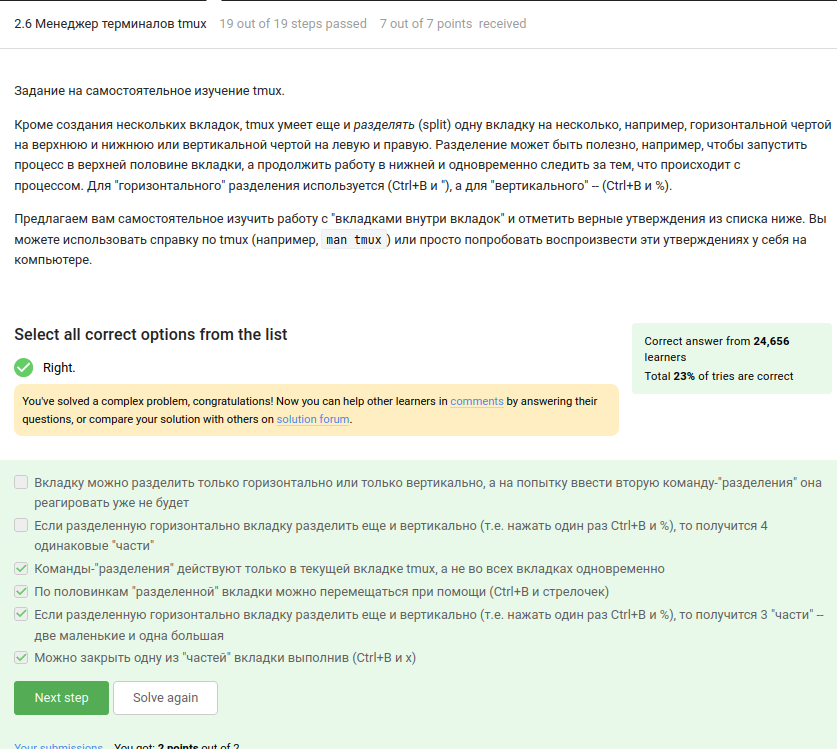 2.6 Менеджер терминалов tmux 19 out of 19 steps passed 7 out of 7 points received
Задание на самостоятельное изучение tmux.
Кроме создания нескольких вкладок, tmux умеет еще и разделять (split) одну вкладку на несколько, например, горизонтальной чертой
на верхнюю и нижнюю или вертикальной чертой на левую и правую. Разделение может быть полезно, например, чтобы запустить
процесс в верхней половине вкладки, а продолжить работу в нижней и одновременно следить за тем, что происходит с
процессом. Для "горизонтального" разделения используется (Ctrl+B и "), а для "вертикального" -- (Ctrl+B и %).
Предлагаем вам самостоятельное изучить работу с "вкладками внутри вкладок" и отметить верные утверждения из списка ниже. Вы
можете использовать справку по tmux (например, man tmux ) или просто попробовать воспроизвести эти утверждениях у себя на
компьютере.
Select all correct options from the list
Correct answer from 24,656
learners
Total 23% of tries are correct
Right.
You've solved a complex problem, congratulations! Now you can help other learners in comments by answering their
questions, or compare your solution with others on solution forum.
Вкладку можно разделить только горизонтально или только вертикально, а на попытку ввести вторую команду-"разделения" она
реагировать уже не будет
Если разделенную горизонтально вкладку разделить еще и вертикально (т.е. нажать один раз Ctrl+B и %), то получится 4
одинаковые "части"
Команды-"разделения" действуют только в текущей вкладке tmux, а не во всех вкладках одновременно
По половинкам "разделенной" вкладки можно перемещаться при помощи (Ctrl+B и стрелочек)
Если разделенную горизонтально вкладку разделить еще и вертикально (т.е. нажать один раз Ctrl+B и %), то получится 3 "части" --
две маленькие и одна большая
Можно закрыть одну из "частей" вкладки выполнив (Ctrl+B и x)
Next step Solve again
Your submissions You got: 2 points out of 2